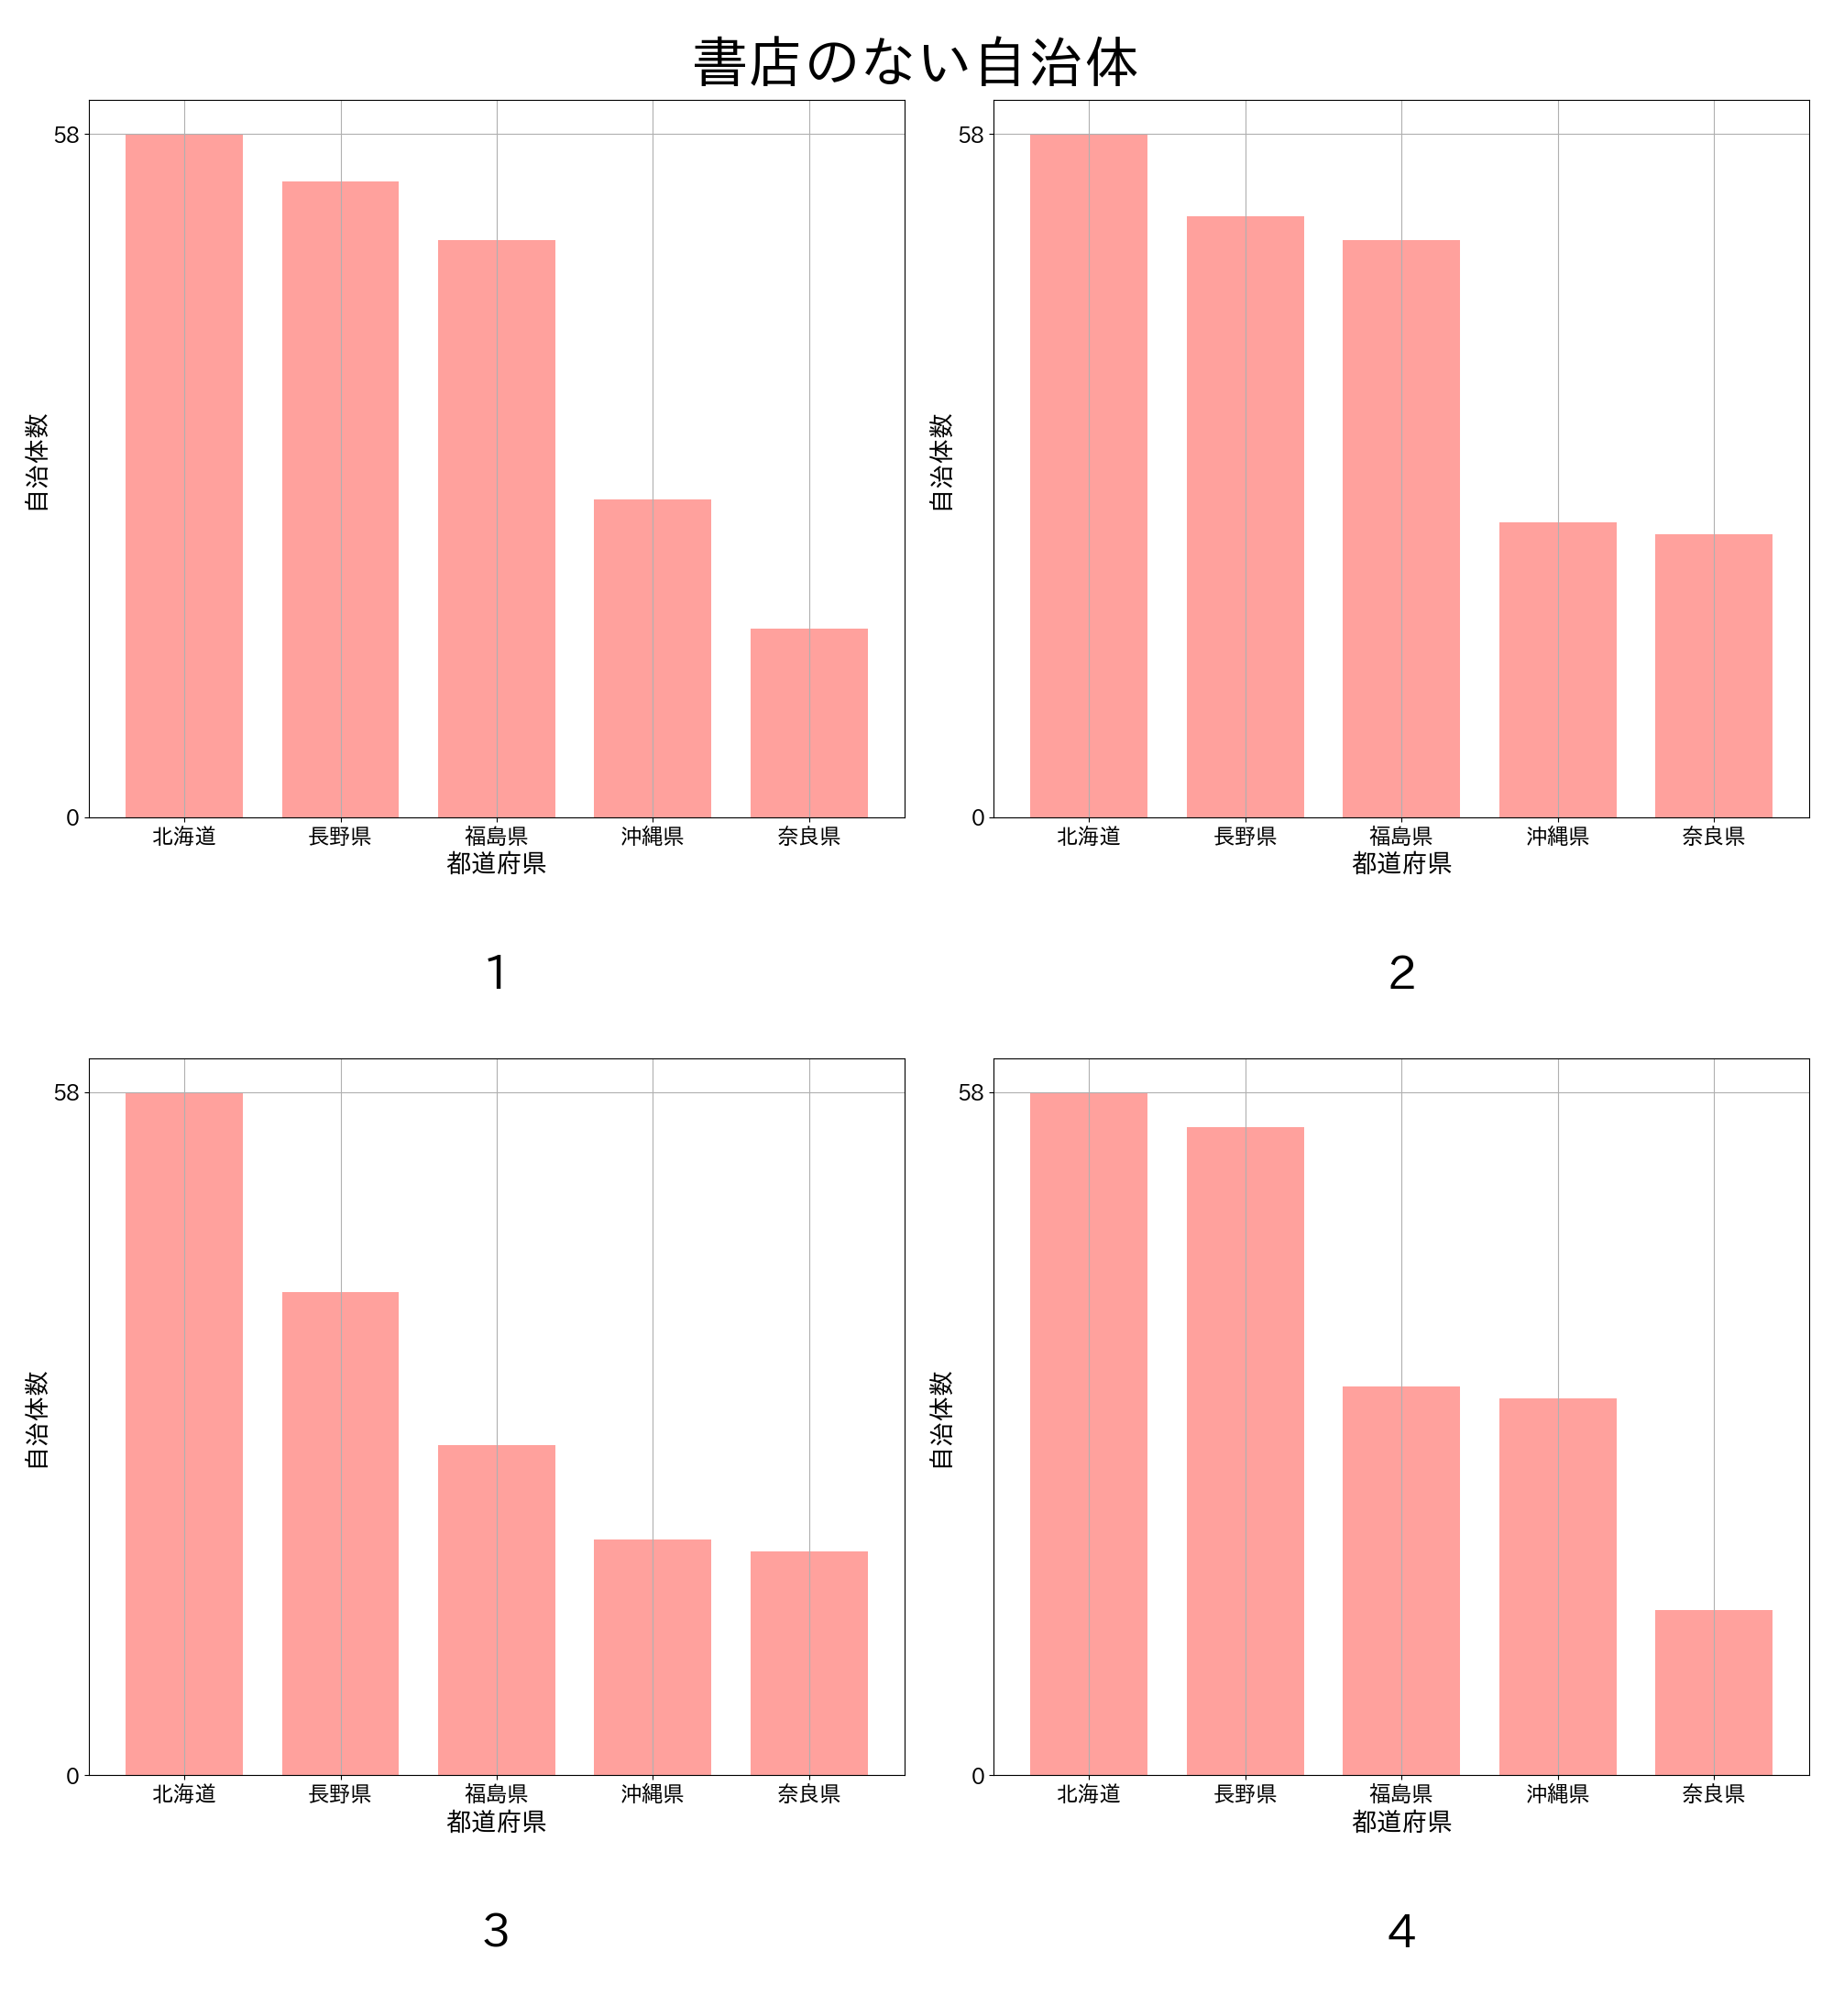 書店のない自治体
58
0
自治体数
北海道 長野県 福島県 沖縄県 奈良県
都道府県
1
58
0
自治体数
北海道 長野県 福島県 沖縄県 奈良県
都道府県
2
58
0
自治体数
北海道 長野県 福島県 沖縄県 奈良県
都道府県
3
58
0
自治体数
北海道 長野県 福島県 沖縄県 奈良県
都道府県
4